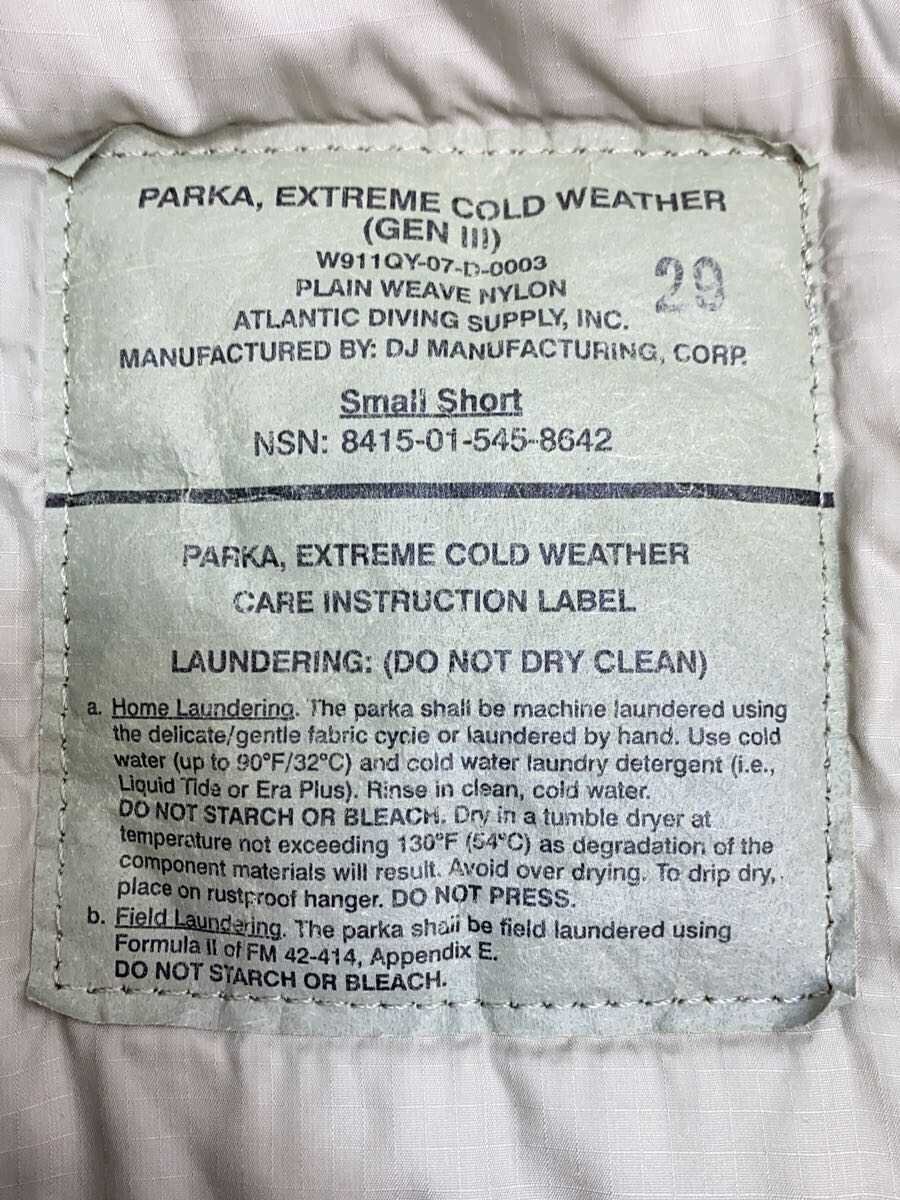 PARKA, EXTREME COLD WEATHER
(GEN III)
W911QY-07-D-0003
29
PLAIN WEAVE NYLON
ATLANTIC DIVING SUPPLY, INC.
MANUFACTURED BY: DJ MANUFACTURING, CORP.
Small Short
NSN: 8415-01-545-8642
PARKA, EXTREME COLD WEATHER
CARE INSTRUCTION LABEL
LAUNDERING: (DO NOT DRY CLEAN)
a. Home Laundering. The parka shall be machine laundered using
the delicate/gentle fabric cycle or laundered by hand. Use cold
water (up to 90°F/32°C) and cold water laundry detergent (i.e.,
Liquid Tide or Era Plus). Rinse in clean, cold water.
DO NOT STARCH OR BLEACH. Dry in a tumble dryer at
temperature not exceeding 130°F (54°C) as degradation of the
component materials will result. Avoid over drying. To drip dry,
place on rustproof hanger. DO NOT PRESS.
b. Field Laundering. The parka shall be field laundered using
Formula II of FM 42-414, Appendix E.
DO NOT STARCH OR BLEACH.